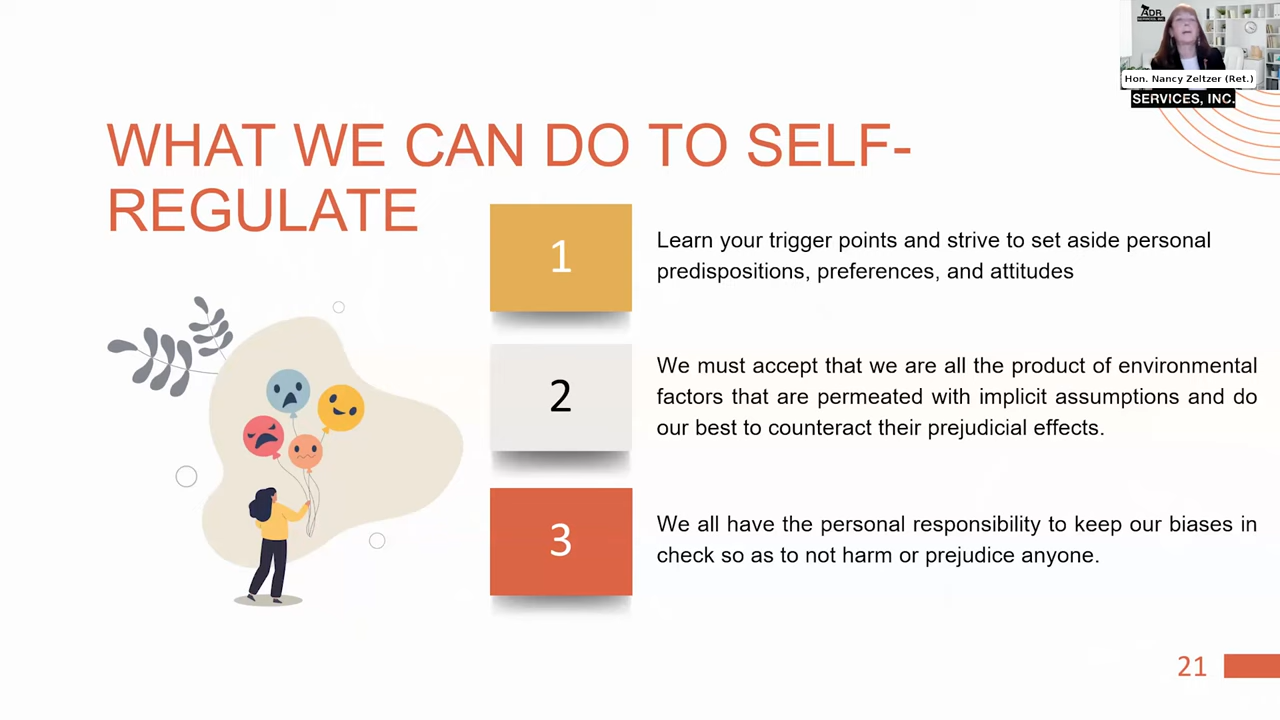 ADR
SERVICES, INC.
Hon. Nancy Zeltzer (Ret.)
SERVICES, INC.
WHAT WE CAN DO TO SELF-
REGULATE
1
Learn your trigger points and strive to set aside personal
predispositions, preferences, and attitudes
2
We must accept that we are all the product of environmental
factors that are permeated with implicit assumptions and do
our best to counteract their prejudicial effects.
3
We all have the personal responsibility to keep our biases in
check so as to not harm or prejudice anyone.
21